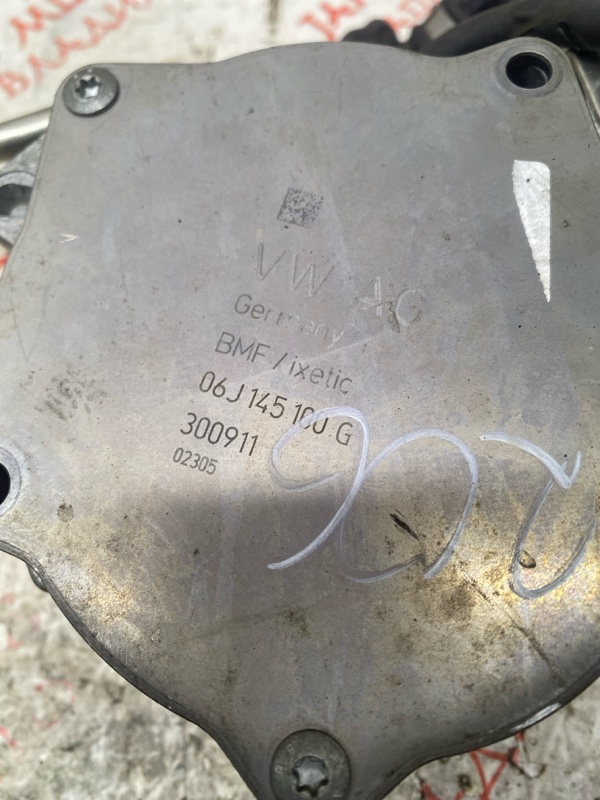 VW AG
Germany
BMF / ixetic
06J 145 100 G
300911
02305